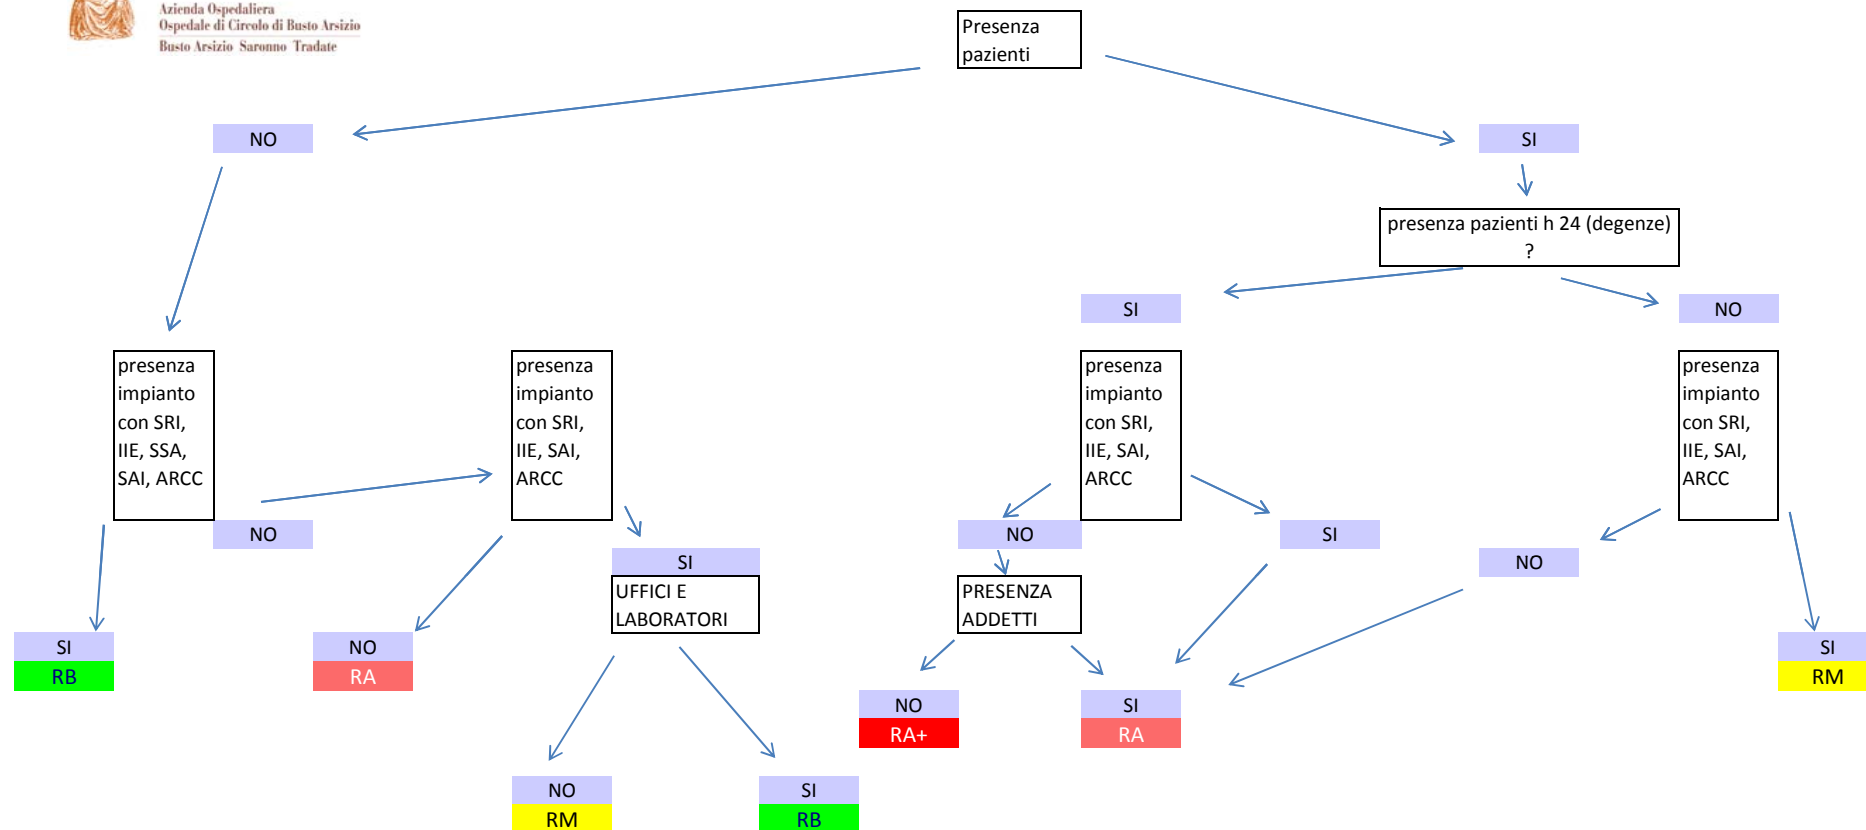 Azienda Ospedaliera
Ospedale di Circolo di Busto Arsizio
Busto Arsizio Saronno Tradate
Presenza
pazienti
NO
SI
presenza pazienti h 24 (degenze)
?
SI
NO
presenza
impianto
con SRI,
IIE, SSA,
SAI, ARCC
presenza
impianto
con SRI,
IIE, SAI,
ARCC
presenza
impianto
con SRI,
IIE, SAI,
ARCC
presenza
impianto
con SRI,
IIE, SAI,
ARCC
NO
SI
UFFICI E
LABORATORI
NO
PRESENZA
ADDETTI
SI
NO
SI
RB
NO
RA
SI
RM
NO
RA+
SI
RA
NO
RM
SI
RB